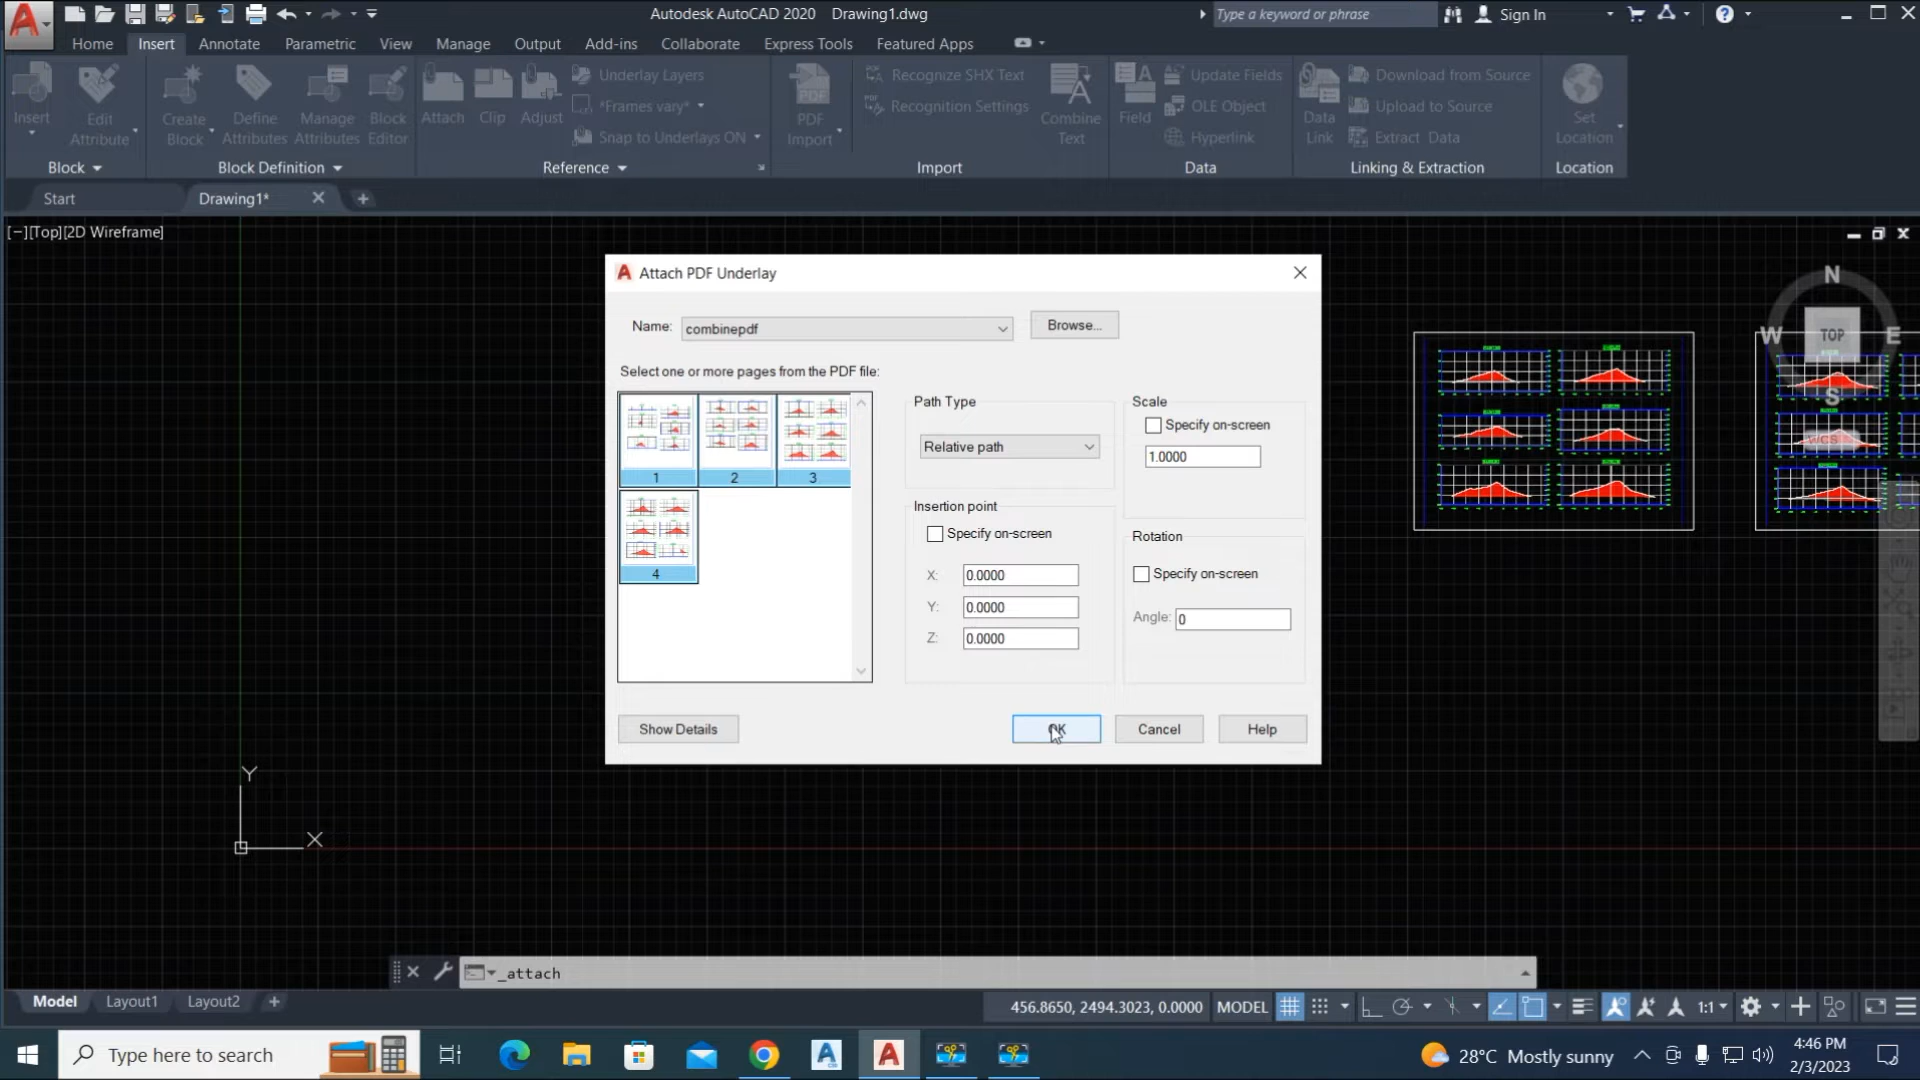 Autodesk AutoCAD 2020 Drawing1.dwg
Type a keyword or phrase
Sign In
Home Insert Annotate Parametric View Manage Output Add-ins Collaborate Express Tools Featured Apps
Insert
Edit Attribute
Create Block
Define Attributes
Manage Attributes
Block Editor
Attach
Clip
Adjust
Underlay Layers
*Frames vary*
Snap to Underlays ON
PDF Import
Recognize SHX Text
Recognition Settings
Combine Text
Field
Update Fields
OLE Object
Hyperlink
Data Link
Download from Source
Upload to Source
Extract Data
Set Location
Block
Block Definition
Reference
Import
Data
Linking & Extraction
Location
Start
Drawing1*
[−][Top][2D Wireframe]
Attach PDF Underlay
Name: combinepdf
Browse...
Select one or more pages from the PDF file:
1 2 3
4
Path Type
Relative path
Scale
Specify on-screen
1.0000
Insertion point
Specify on-screen
X: 0.0000
Y: 0.0000
Z: 0.0000
Rotation
Specify on-screen
Angle: 0
Show Details
OK
Cancel
Help
N
W TOP E
S
WCS
Y
X
_attach
Model Layout1 Layout2
456.8650, 2494.3023, 0.0000 MODEL
1:1
Type here to search
28°C Mostly sunny
4:46 PM
2/3/2023